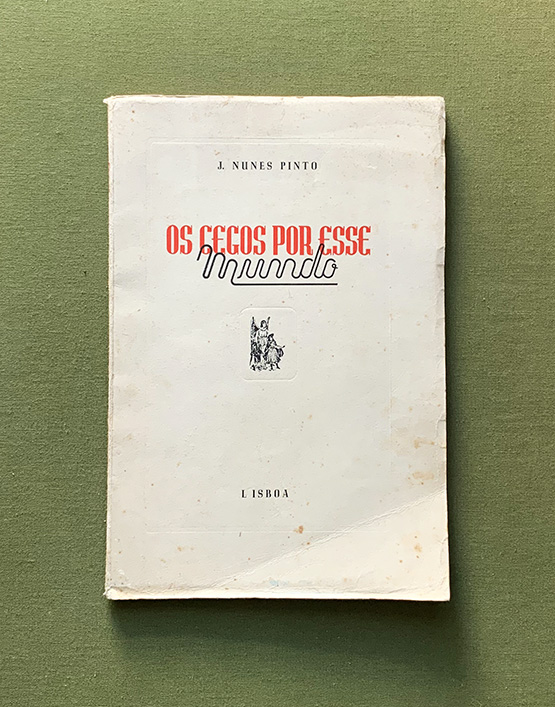 J. NUNES PINTO
OS CEGOS POR ESSE
Mundo
LISBOA